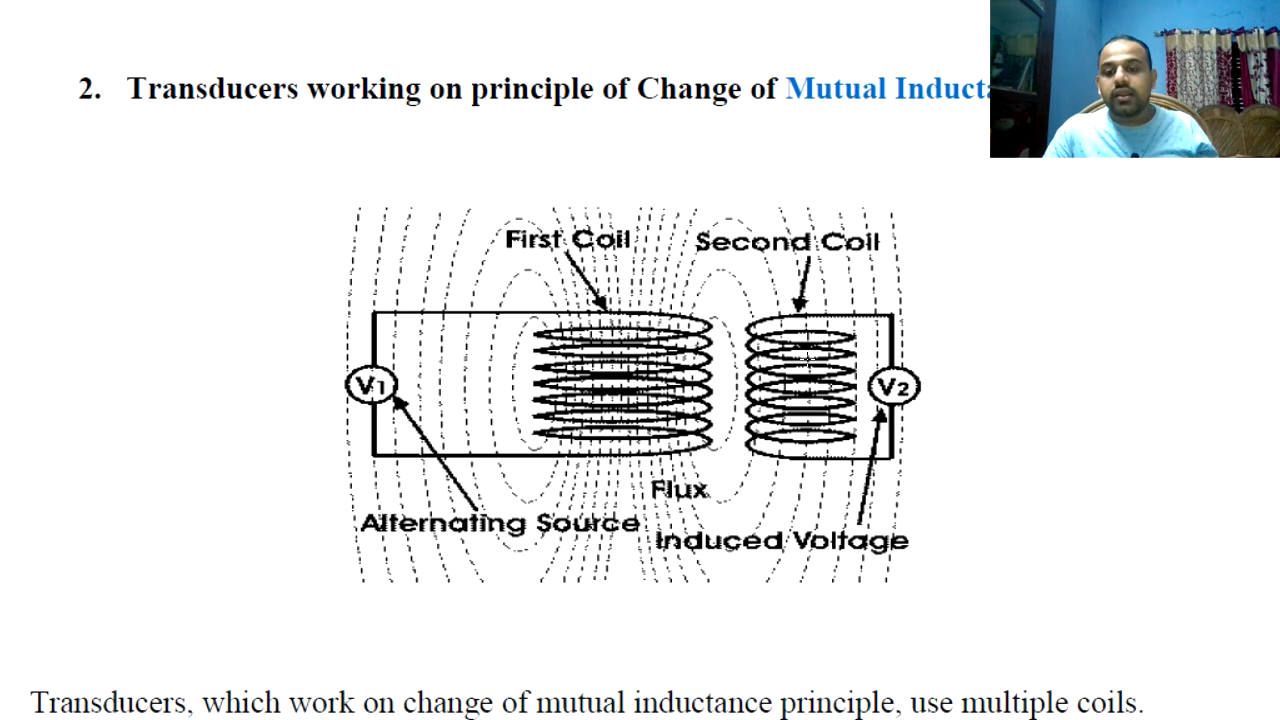 2. Transducers working on principle of Change of Mutual
First Coil
Second Coil
V1
V2
Flux
Alternating Source
Induced Voltage
Transducers, which work on change of mutual inductance principle, use multiple coils.